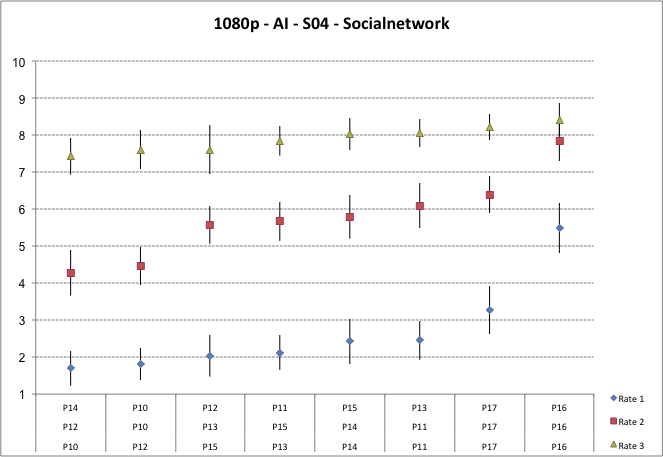 1080p - AI - S04 - Socialnetwork
10
9
8
7
6
5
4
3
2
1
P14 P10 P12 P11 P15 P13 P17 P16
P12 P10 P13 P15 P14 P11 P17 P16
P10 P12 P15 P13 P14 P11 P17 P16
Rate 1
Rate 2
Rate 3